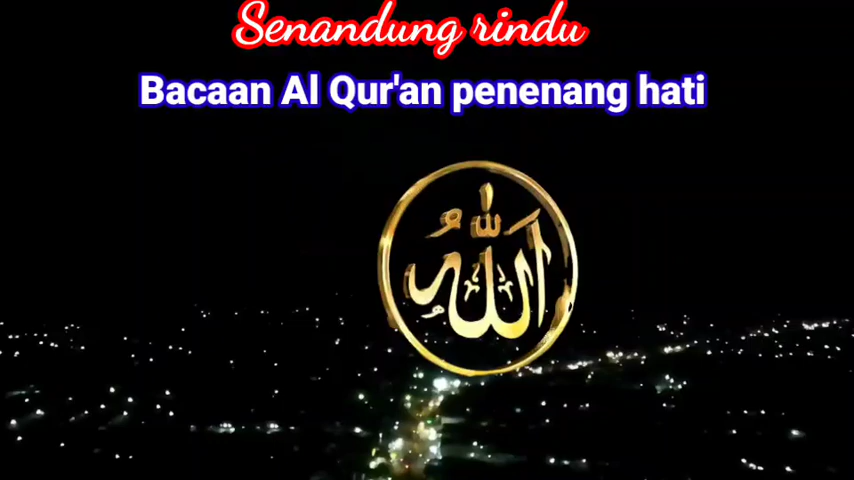 Senandung rindu
Bacaan Al Qur'an penenang hati
الله